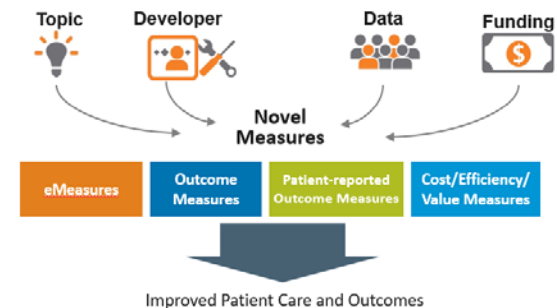 Topic
Developer
Data
Funding
$
Novel
Measures
eMeasures
Outcome
Measures
Patient-reported
Outcome Measures
Cost/Efficiency/
Value Measures
Improved Patient Care and Outcomes